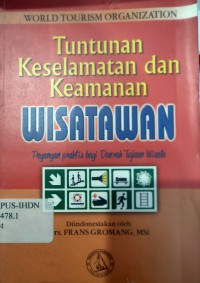 WORLD TOURISM ORGANIZATION
Tuntunan
Keselamatan dan
Keamanan
WISATAWAN
Pegangan praktis bagi Daerah Tujuan Wisata
PUS-IHDN
478.1
Diindonesiakan oleh
rs. FRANS GROMANG, MSi